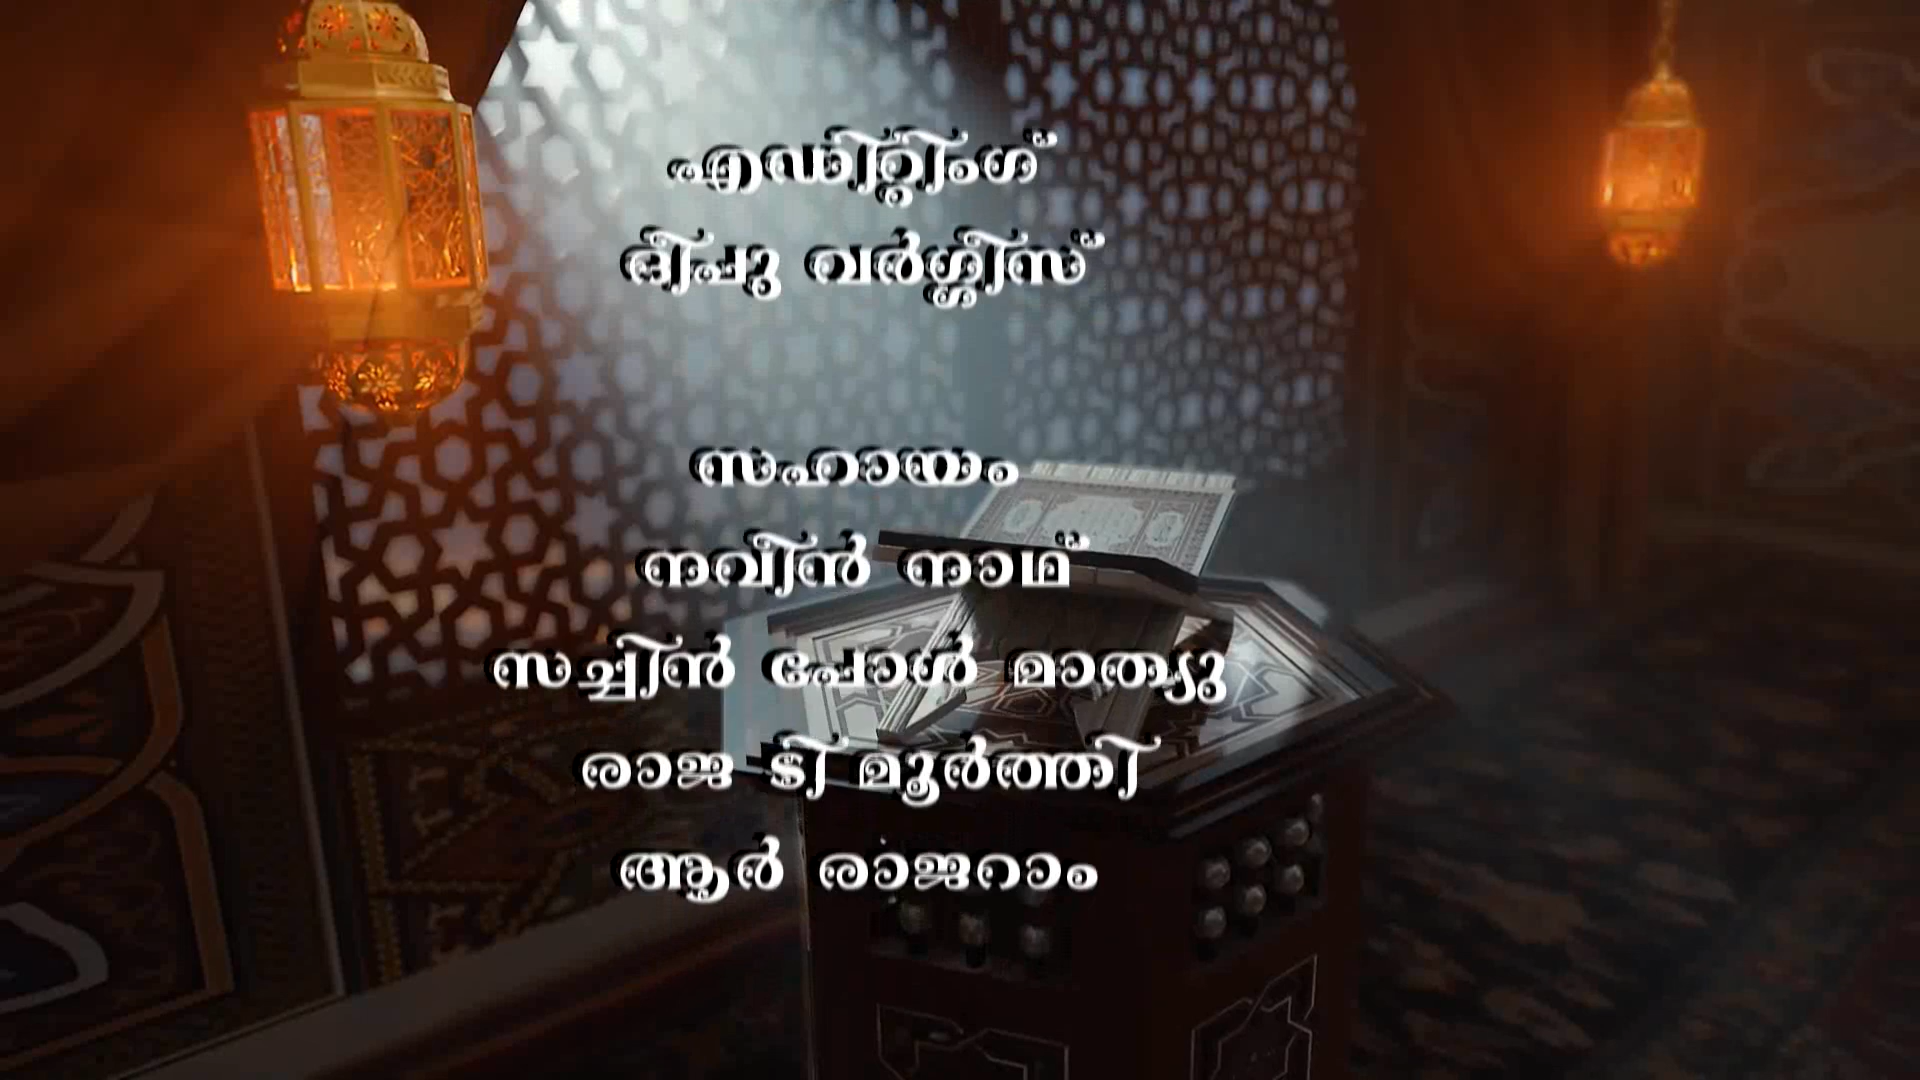 എഡിറ്റിംഗ്
ദീപു വർഗ്ഗീസ്
സഹായം
നവീൻ നാഥ്
സച്ചിൻ പോൾ മാത്യു
രാജ ടി മൂർത്തി
ആർ രാജറാം